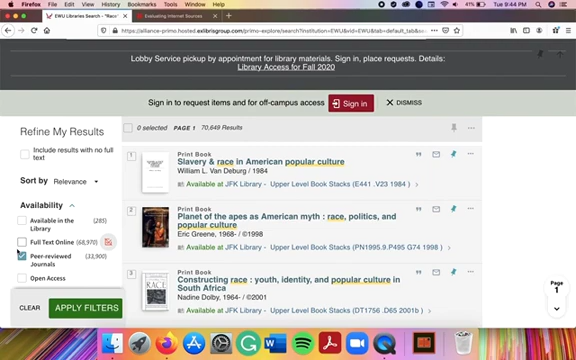 Firefox File Edit View History Bookmarks Tools Window Help
41% Tue 9:44 PM
EWU Libraries Search - "Race"
Evaluating Internet Sources
https://alliance-primo.hosted.exlibrisgroup.com/primo-explore/search?institution=EWU&vid=EWU&tab=default_tab&
Lobby Service pickup by appointment for library materials. Sign in, place requests. Details:
Library Access for Fall 2020
Sign in to request items and for off-campus access Sign in DISMISS
Refine My Results
0 selected PAGE 1 70,649 Results
Include results with no full
text
Sort by Relevance
Availability
Available in the
Library (285)
Full Text Online (68,970)
Peer-reviewed
Journals (33,900)
Open Access
CLEAR APPLY FILTERS
1
Print Book
Slavery & race in American popular culture
William L. Van Deburg / 1984
Available at JFK Library - Upper Level Book Stacks (E441 .V23 1984 )
2
Print Book
Planet of the apes as American myth : race, politics, and
popular culture
Eric Greene, 1968- / ©1998
Available at JFK Library - Upper Level Book Stacks (PN1995.9.P495 G74 1998 )
3
Print Book
Constructing race : youth, identity, and popular culture in
South Africa
Nadine Dolby, 1964- / ©2001
Available at JFK Library - Upper Level Book Stacks (DT1756 .D65 2001b )
Page
1